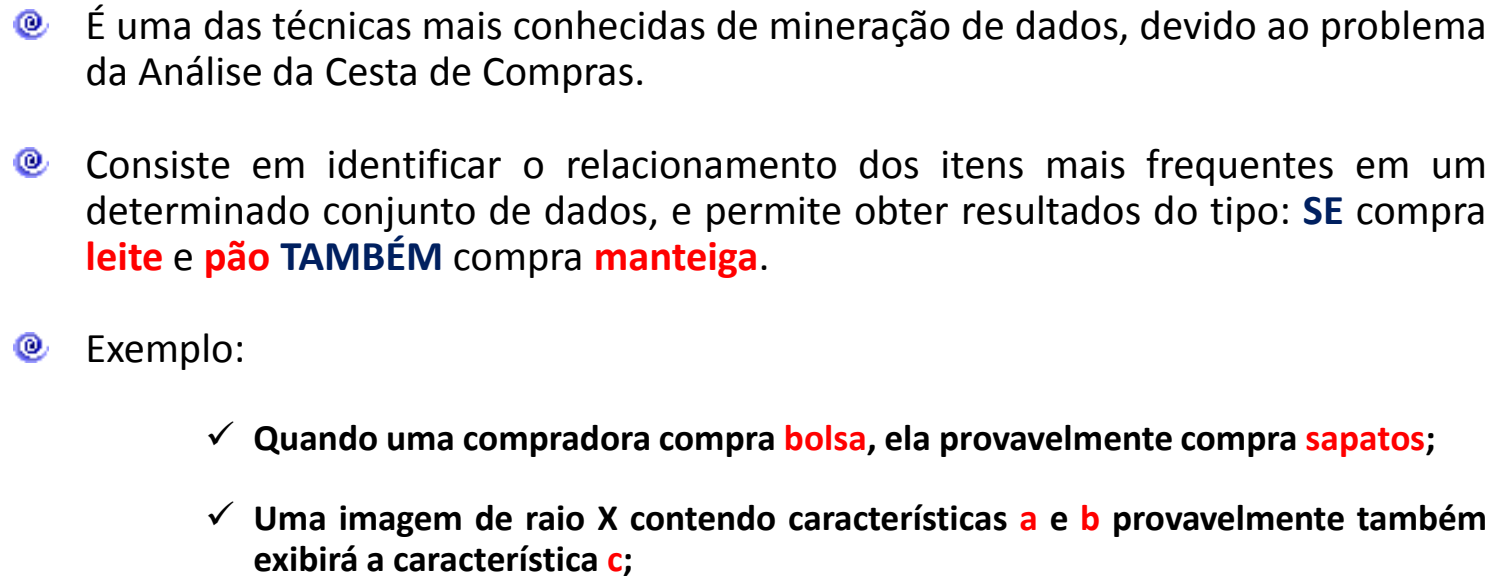 É uma das técnicas mais conhecidas de mineração de dados, devido ao problema
da Análise da Cesta de Compras.
Consiste em identificar o relacionamento dos itens mais frequentes em um
determinado conjunto de dados, e permite obter resultados do tipo: SE compra
leite e pão TAMBÉM compra manteiga.
Exemplo:
✓ Quando uma compradora compra bolsa, ela provavelmente compra sapatos;
✓ Uma imagem de raio X contendo características a e b provavelmente também
exibirá a característica c;